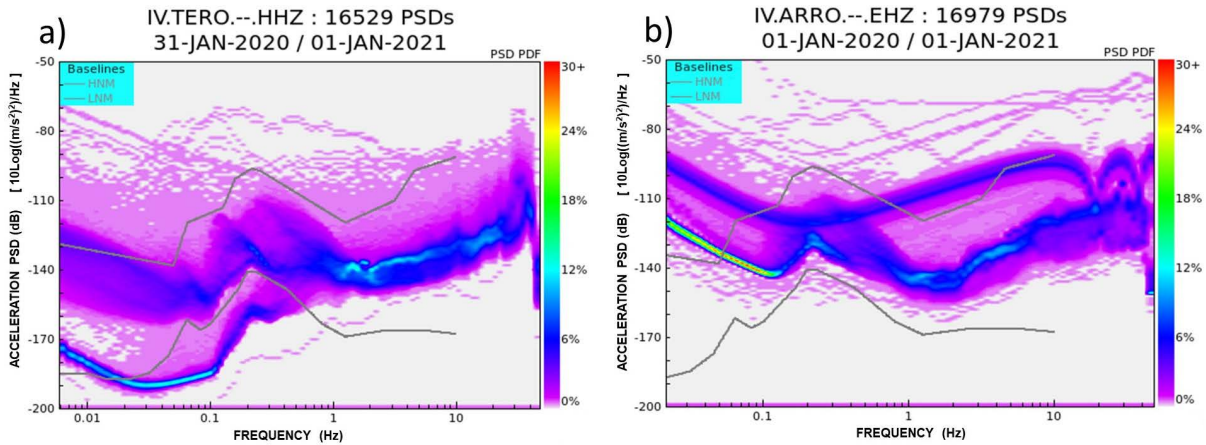 a)
IV.TERO.--.HHZ : 16529 PSDs
31-JAN-2020 / 01-JAN-2021
PSD PDF
Baselines
HNM
LNM
ACCELERATION PSD (dB) [ 10Log((m/s²)²)/Hz ]
-50
-80
-110
-140
-170
-200
0.01
0.1
1
10
FREQUENCY (Hz)
30+
24%
18%
12%
6%
0%
b)
IV.ARRO.--.EHZ : 16979 PSDs
01-JAN-2020 / 01-JAN-2021
PSD PDF
Baselines
HNM
LNM
ACCELERATION PSD (dB) [ 10Log((m/s²)²)/Hz ]
-50
-80
-110
-140
-170
-200
0.1
1
10
FREQUENCY (Hz)
30+
24%
18%
12%
6%
0%